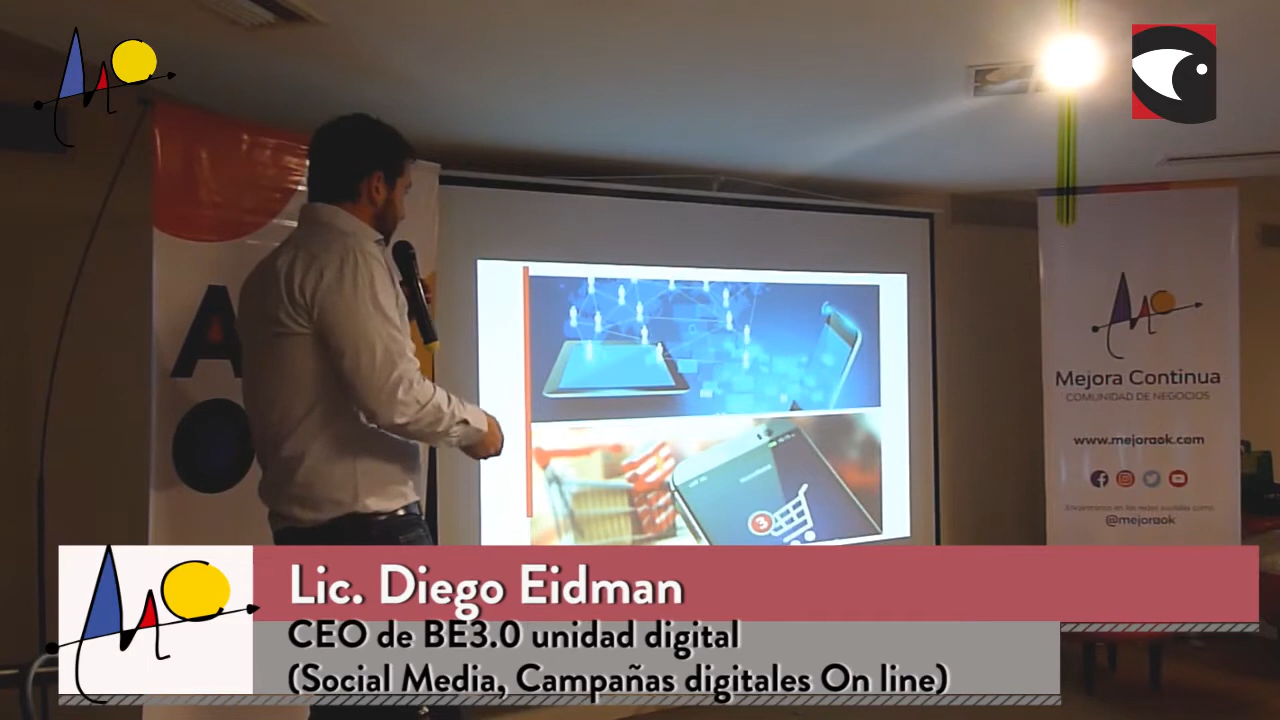 A
O
Mejora Continua
COMUNIDAD DE NEGOCIOS
www.mejoraok.com
@mejoraok
3
Lic. Diego Eidman
CEO de BE3.0 unidad digital
(Social Media, Campañas digitales On line)